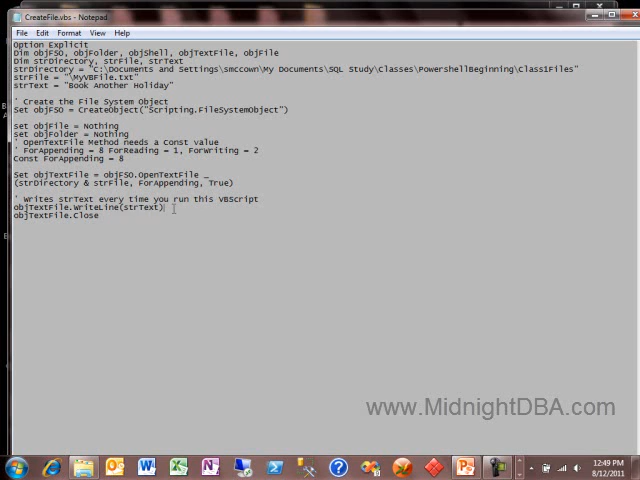 CreateFile.vbs - Notepad
File Edit Format View Help
Option Explicit
Dim objFSO, objFolder, objShell, objTextFile, objFile
Dim strDirectory, strFile, strText
strDirectory = "C:\Documents and Settings\smccown\My Documents\SQL Study\Classes\PowershellBeginning\Class1Files"
strFile = "\MyVBFile.txt"
strText = "Book Another Holiday"
' Create the File System Object
Set objFSO = CreateObject("Scripting.FileSystemObject")
set objFile = Nothing
set objFolder = Nothing
' OpenTextFile Method needs a Const value
' ForAppending = 8 ForReading = 1, ForWriting = 2
Const ForAppending = 8
Set objTextFile = objFSO.OpenTextFile _
(strDirectory & strFile, ForAppending, True)
' Writes strText every time you run this VBScript
objTextFile.WriteLine(strText)
objTextFile.Close
www.MidnightDBA.com
12:49 PM
8/12/2011